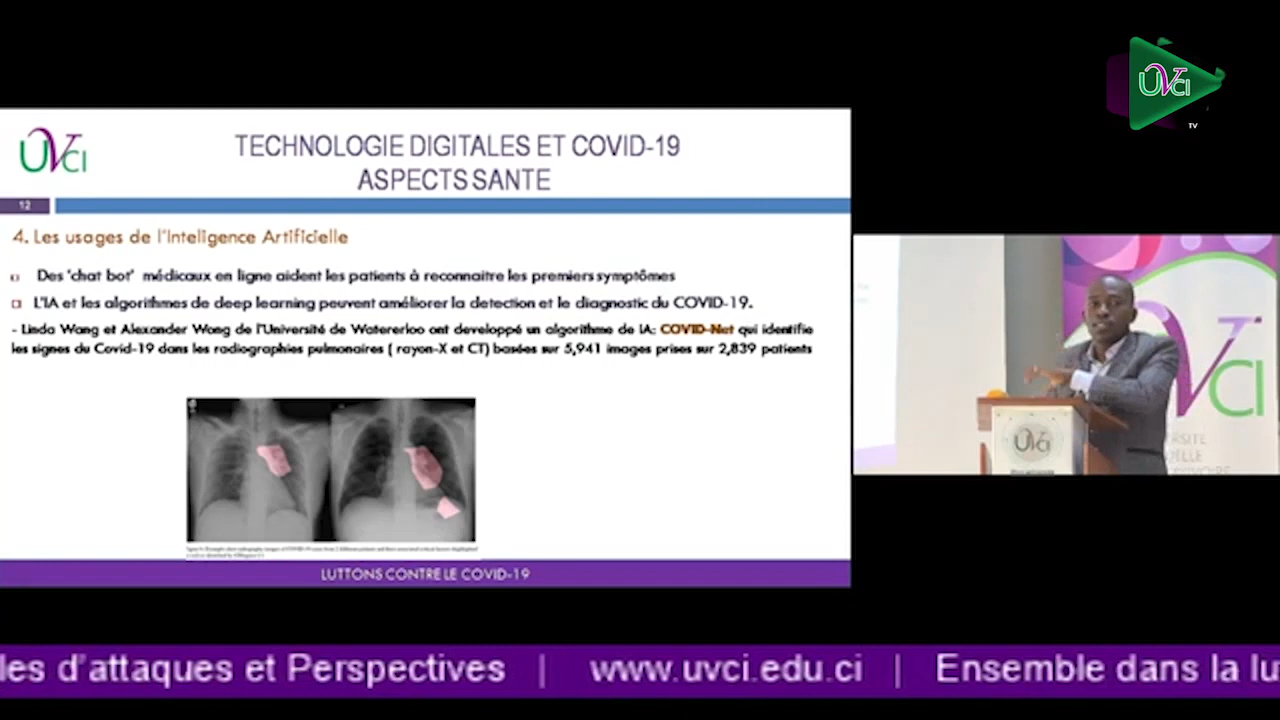 UVCI
TV
UVCI
TECHNOLOGIE DIGITALES ET COVID-19
ASPECTS SANTE
12
4. Les usages de l'Inteligence Artificielle
Des 'chat bot' médicaux en ligne aident les patients à reconnaitre les premiers symptômes
L'IA et les algorithmes de deep learning peuvent améliorer la detection et le diagnostic du COVID-19.
- Linda Wang et Alexander Wong de l'Université de Watererloo ont developpé un algorithme de IA; COVID-Net qui identifie
les signes du Covid-19 dans les radiographies pulmonaires ( rayon-X et CT) basées sur 5,941 images prises sur 2,839 patients
LUTTONS CONTRE LE COVID-19
VCI
UVCI
les d'attaques et Perspectives | www.uvci.edu.ci | Ensemble dans la lu